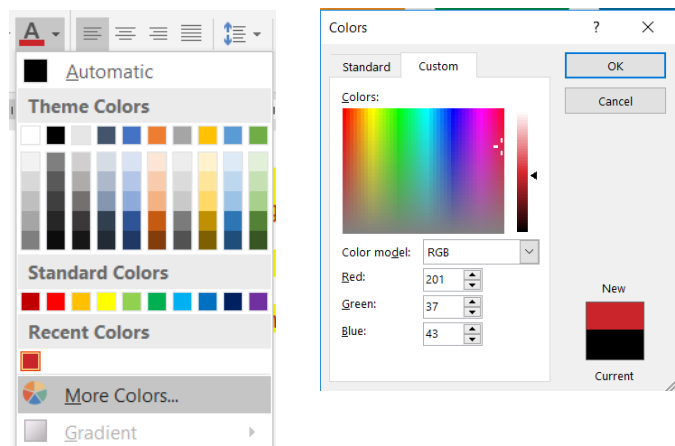 A
Automatic
Theme Colors
Standard Colors
Recent Colors
More Colors...
Gradient
Colors
?
Standard
Custom
OK
Cancel
Colors:
Color model:
RGB
Red:
201
Green:
37
Blue:
43
New
Current